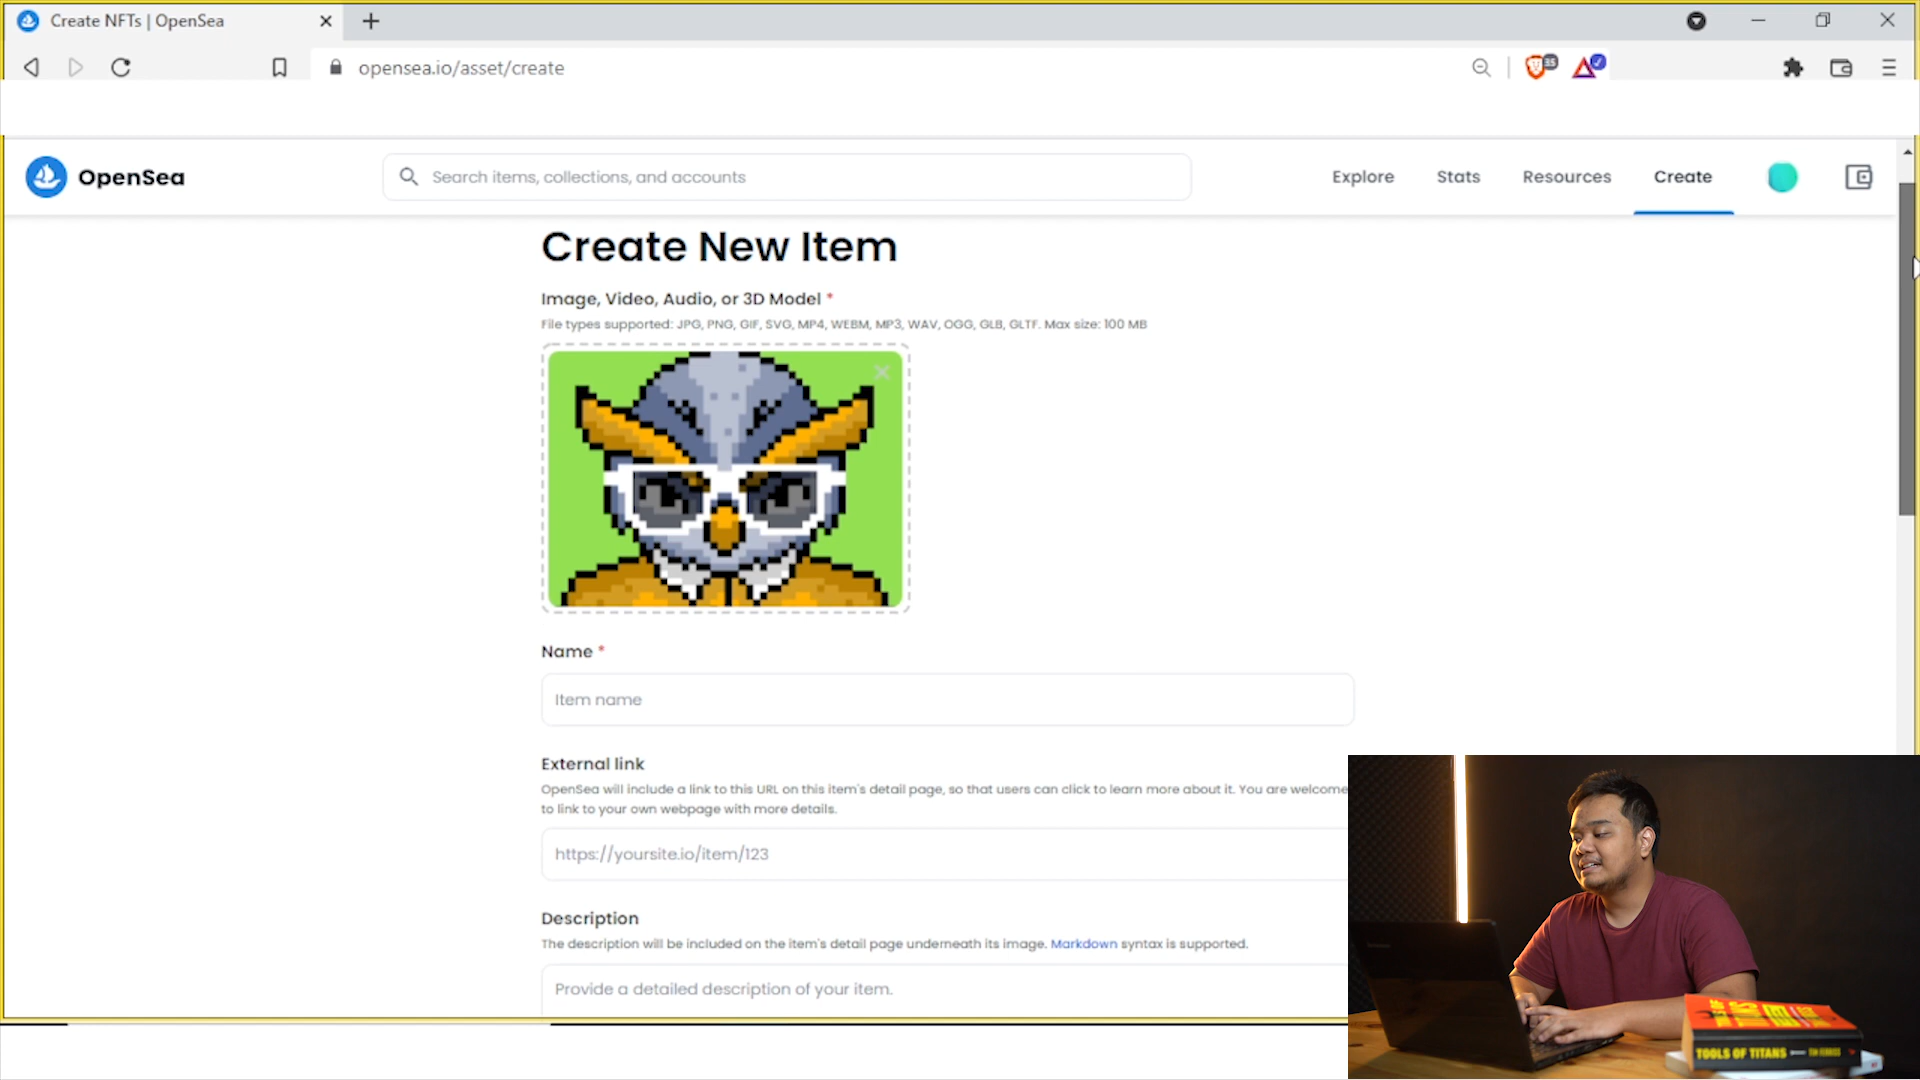 Create NFTs | OpenSea
opensea.io/asset/create
35
OpenSea
Search items, collections, and accounts
Explore
Stats
Resources
Create
Create New Item
Image, Video, Audio, or 3D Model *
File types supported: JPG, PNG, GIF, SVG, MP4, WEBM, MP3, WAV, OGG, GLB, GLTF. Max size: 100 MB
Name *
Item name
External link
OpenSea will include a link to this URL on this item's detail page, so that users can click to learn more about it. You are welcome
to link to your own webpage with more details.
https://yoursite.io/item/123
Description
The description will be included on the item's detail page underneath its image. Markdown syntax is supported.
Provide a detailed description of your item.
TOOLS OF TITANS
TIM FERRISS